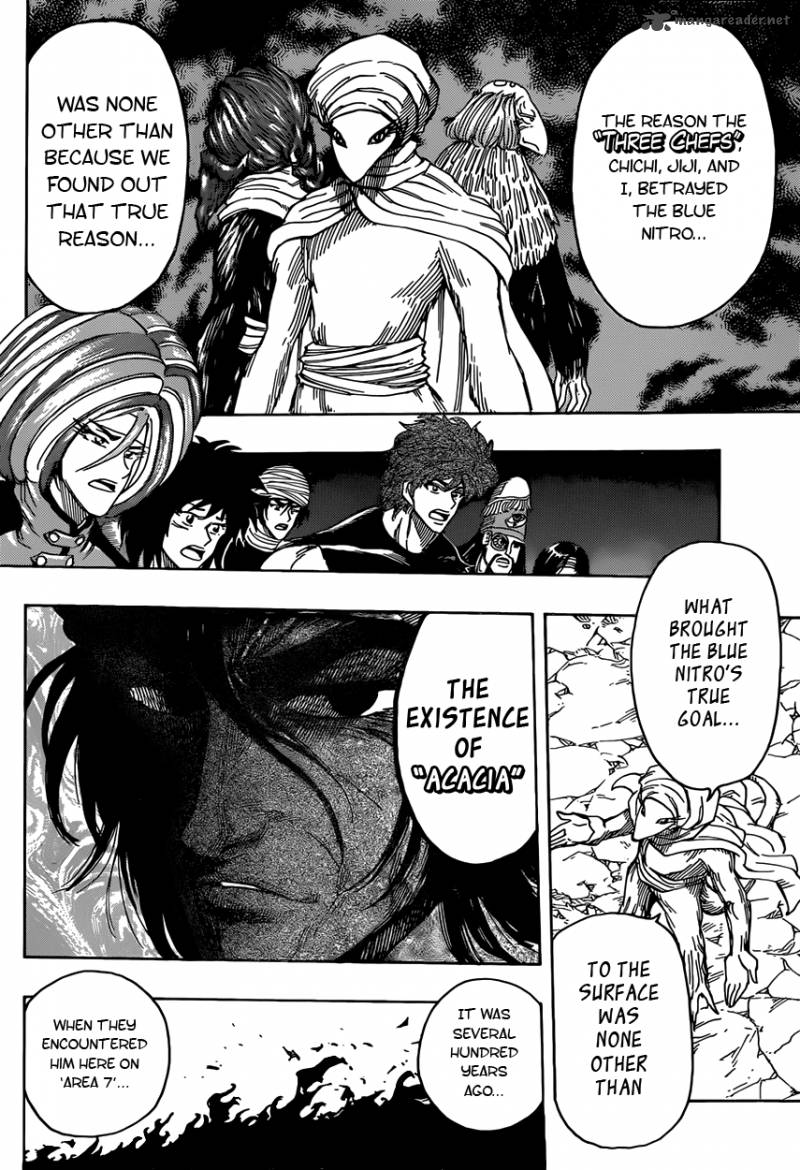 mangareader.net
THE REASON THE
"THREE CHEFS",
CHICHI, JIJI, AND
I, BETRAYED
THE BLUE
NITRO...
WAS NONE
OTHER THAN
BECAUSE WE
FOUND OUT
THAT TRUE
REASON...
WHAT
BROUGHT
THE BLUE
NITRO'S
TRUE
GOAL...
TO THE
SURFACE
WAS NONE
OTHER
THAN
THE
EXISTENCE
OF
"ACACIA"
IT WAS
SEVERAL
HUNDRED
YEARS
AGO...
WHEN THEY
ENCOUNTERED
HIM HERE ON
'AREA 7'...